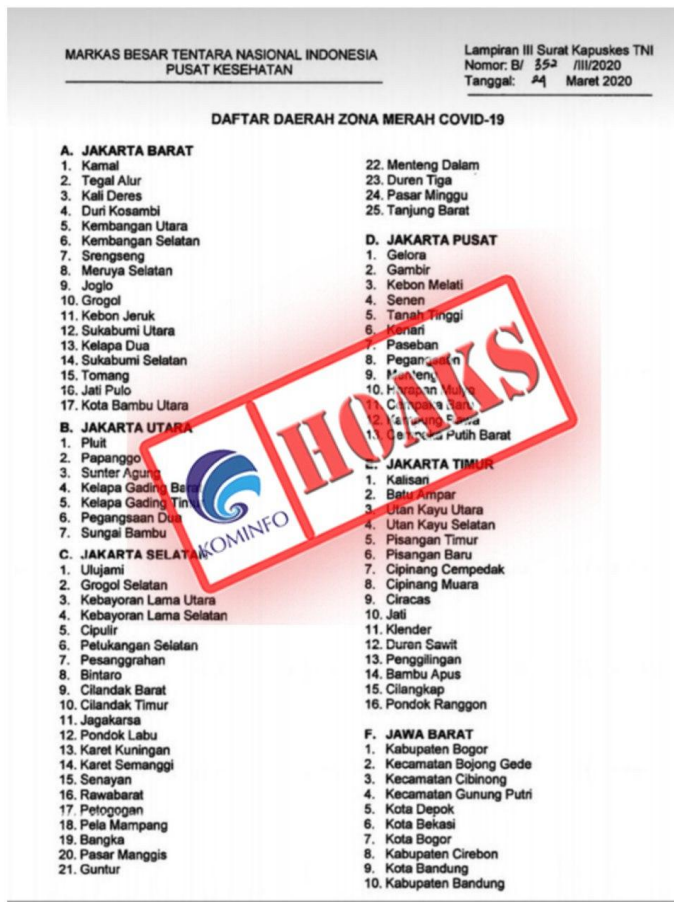 MARKAS BESAR TENTARA NASIONAL INDONESIA
PUSAT KESEHATAN
Lampiran III Surat Kapuskes TNI
Nomor: B/ 352 /III/2020
Tanggal: 24 Maret 2020
DAFTAR DAERAH ZONA MERAH COVID-19
A. JAKARTA BARAT
1. Kamal
2. Tegal Alur
3. Kali Deres
4. Duri Kosambi
5. Kembangan Utara
6. Kembangan Selatan
7. Srengseng
8. Meruya Selatan
9. Joglo
10. Grogol
11. Kebon Jeruk
12. Sukabumi Utara
13. Kelapa Dua
14. Sukabumi Selatan
15. Tomang
16. Jati Pulo
17. Kota Bambu Utara
B. JAKARTA UTARA
1. Pluit
2. Papanggo
3. Sunter Agung
4. Kelapa Gading Barat
5. Kelapa Gading Timur
6. Pegangsaan Dua
7. Sungai Bambu
C. JAKARTA SELATAN
1. Ulujami
2. Grogol Selatan
3. Kebayoran Lama Utara
4. Kebayoran Lama Selatan
5. Cipulir
6. Petukangan Selatan
7. Pesanggrahan
8. Bintaro
9. Cilandak Barat
10. Cilandak Timur
11. Jagakarsa
12. Pondok Labu
13. Karet Kuningan
14. Karet Semanggi
15. Senayan
16. Rawabarat
17. Petogogan
18. Pela Mampang
19. Bangka
20. Pasar Manggis
21. Guntur
22. Menteng Dalam
23. Duren Tiga
24. Pasar Minggu
25. Tanjung Barat
D. JAKARTA PUSAT
1. Gelora
2. Gambir
3. Kebon Melati
4. Senen
5. Tanah Tinggi
6. Kenari
7. Paseban
8. Pegangsaan
9. Menteng
10. Harapan Mulya
11. Cempaka Baru
12. Kampung Rawa
13. Cempaka Putih Barat
E. JAKARTA TIMUR
1. Kalisari
2. Batu Ampar
3. Utan Kayu Utara
4. Utan Kayu Selatan
5. Pisangan Timur
6. Pisangan Baru
7. Cipinang Cempedak
8. Cipinang Muara
9. Ciracas
10. Jati
11. Klender
12. Duren Sawit
13. Penggilingan
14. Bambu Apus
15. Cilangkap
16. Pondok Ranggon
F. JAWA BARAT
1. Kabupaten Bogor
2. Kecamatan Bojong Gede
3. Kecamatan Cibinong
4. Kecamatan Gunung Putri
5. Kota Depok
6. Kota Bekasi
7. Kota Bogor
8. Kabupaten Cirebon
9. Kota Bandung
10. Kabupaten Bandung
KOMINFO
HOAKS